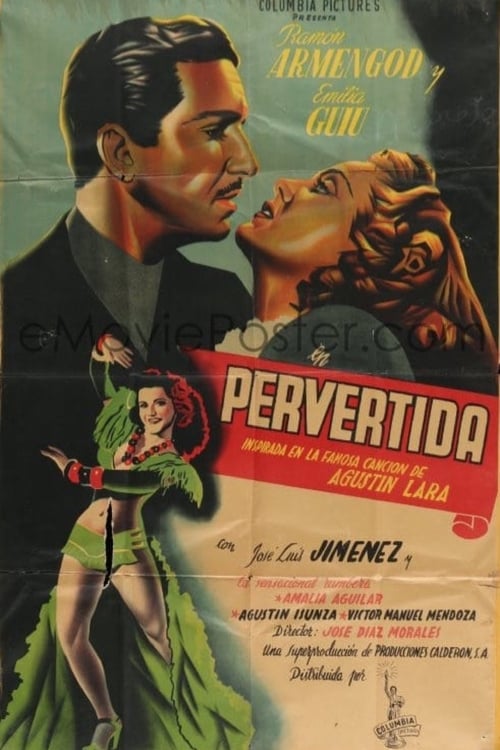 COLUMBIA PICTURES
PRESENTA
Ramon
ARMENGOD y
Emilia
GUIU
eMoviePoster.com
en
PERVERTIDA
INSPIRADA EN LA FAMOSA CANCION DE
AGUSTIN LARA
con José Luis JIMENEZ y
la sensacional rumbera
*AMALIA AGUILAR
*AGUSTIN ISUNZA *VICTOR MANUEL MENDOZA
Director: JOSE DIAZ MORALES
Una Superproducción de PRODUCCIONES CALDERON, S.A.
Distribuida por
COLUMBIA